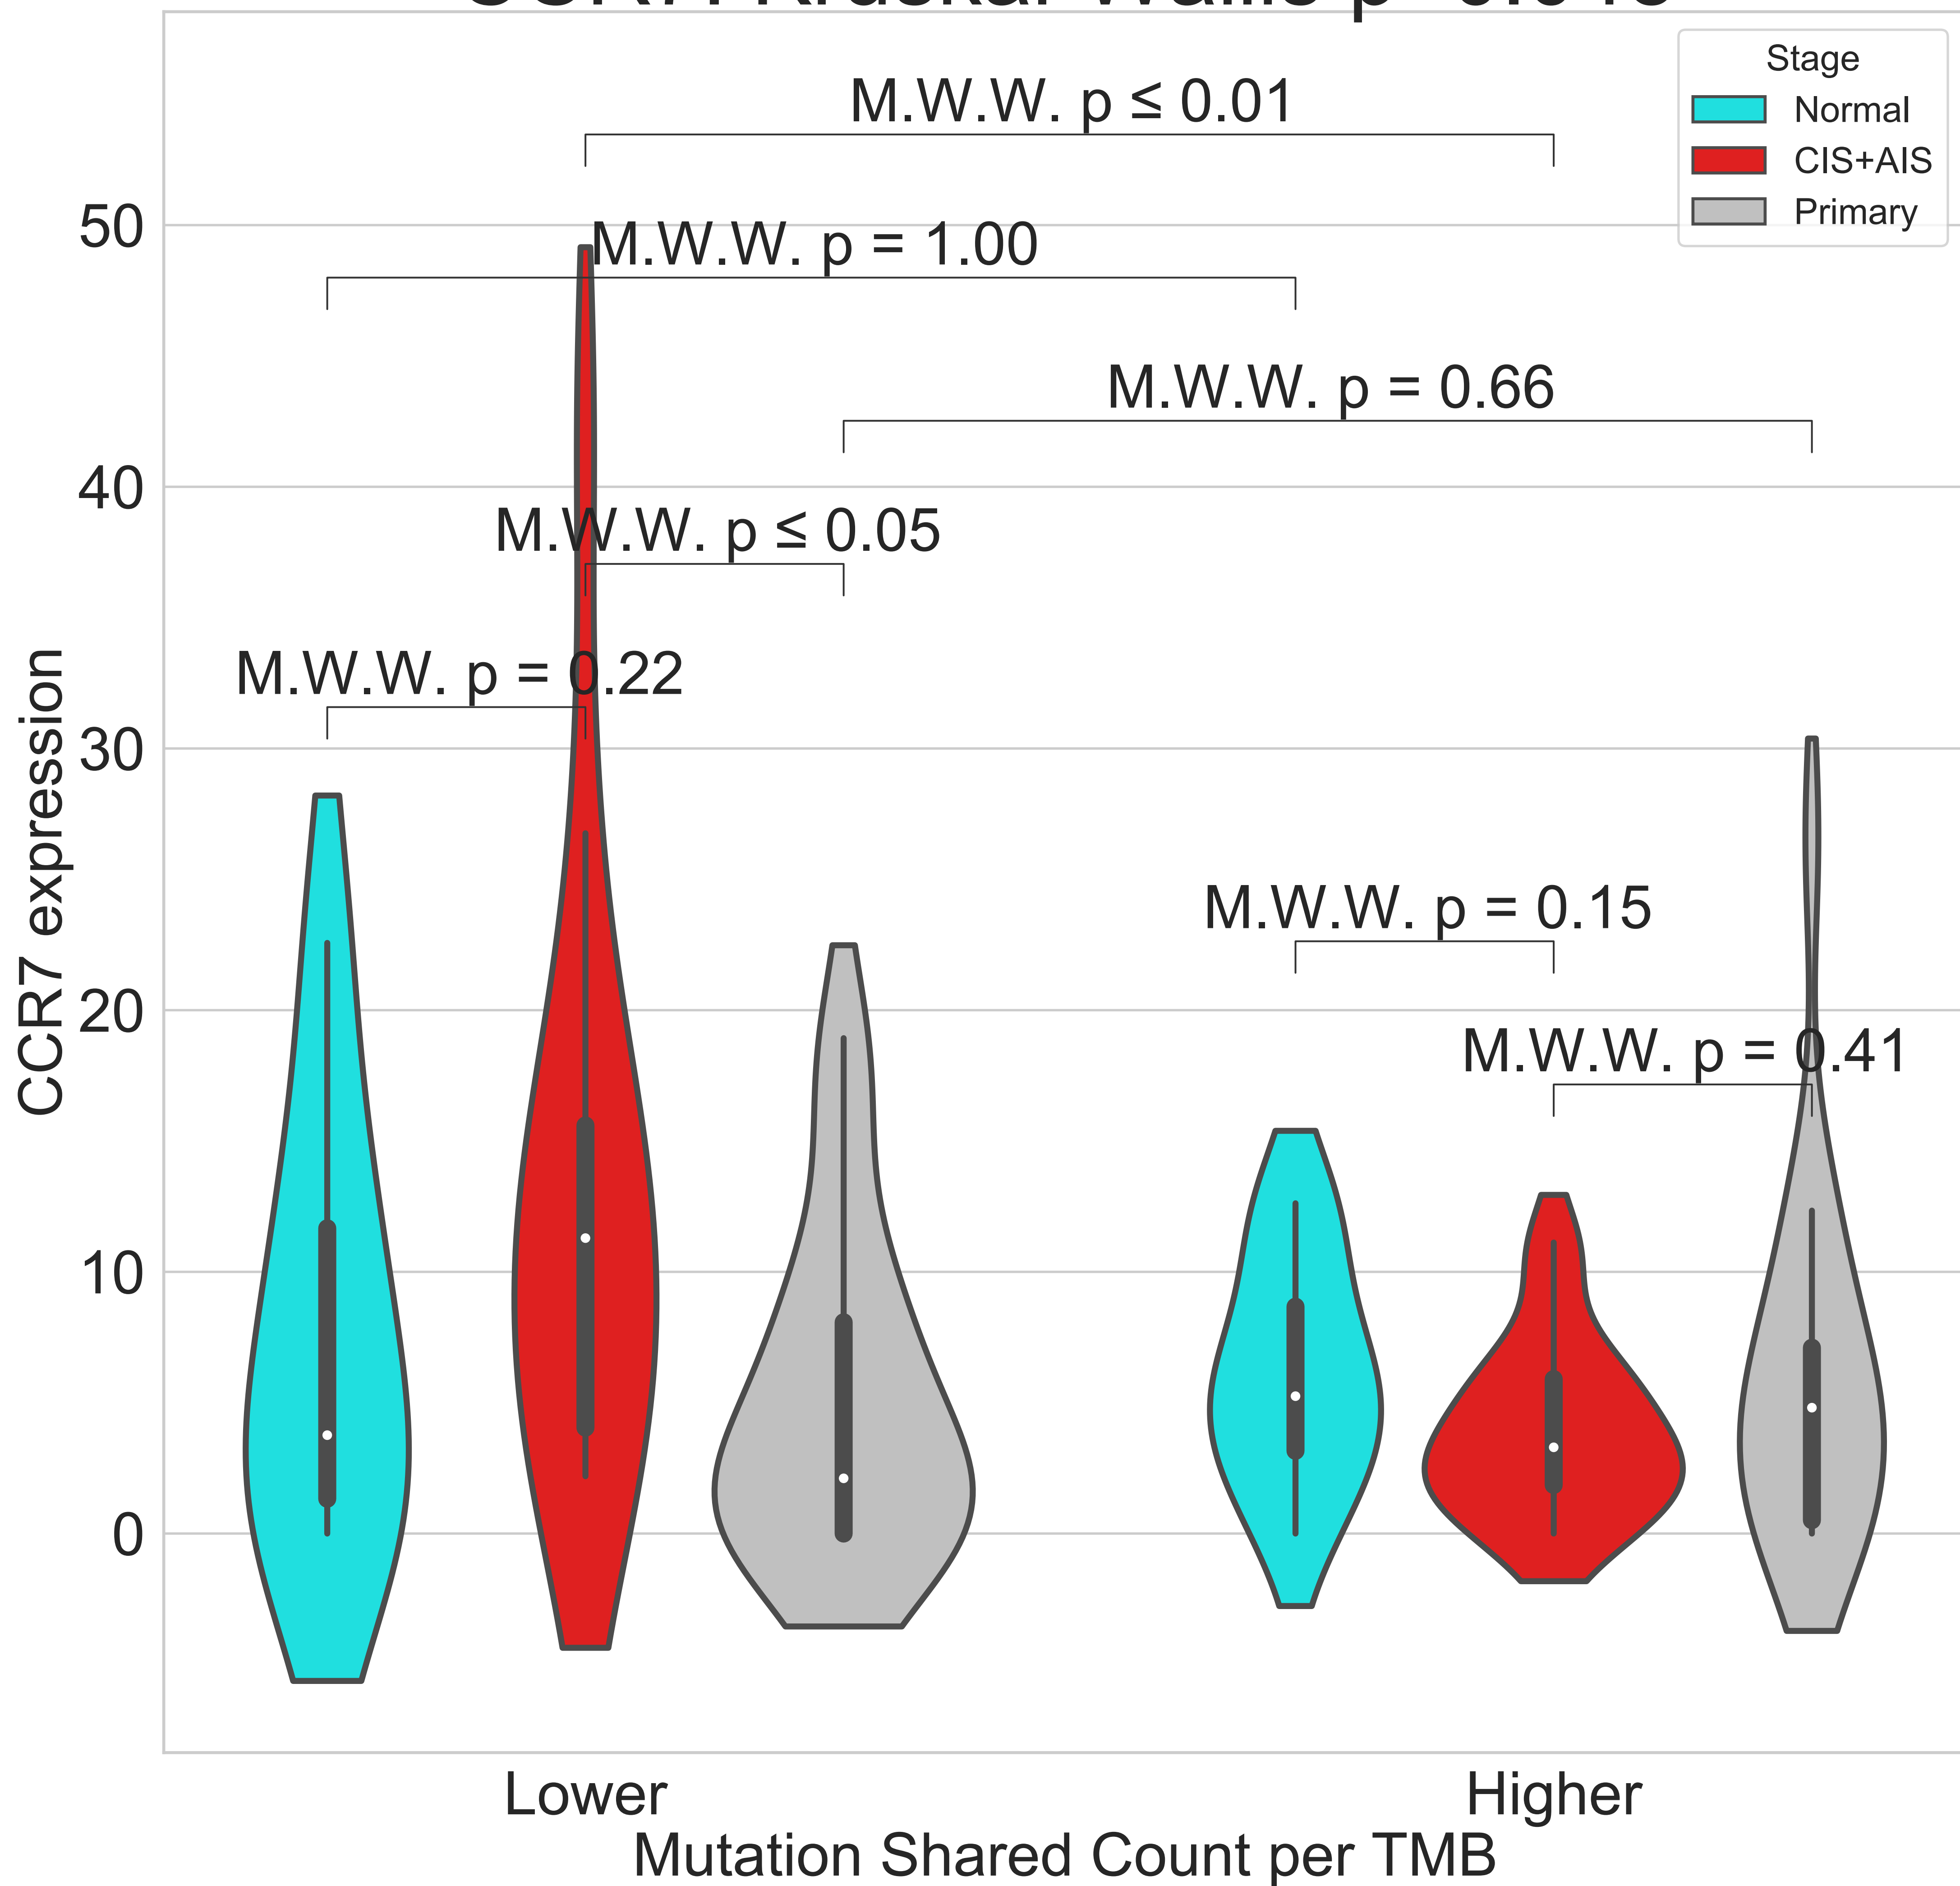 Stage
Normal
CIS+AIS
Primary
M.W.W. p ≤ 0.01
M.W.W. p = 1.00
M.W.W. p = 0.66
M.W.W. p ≤ 0.05
M.W.W. p = 0.22
M.W.W. p = 0.15
M.W.W. p = 0.41
50
40
30
20
10
0
CCR7 expression
Lower
Higher
Mutation Shared Count per TMB